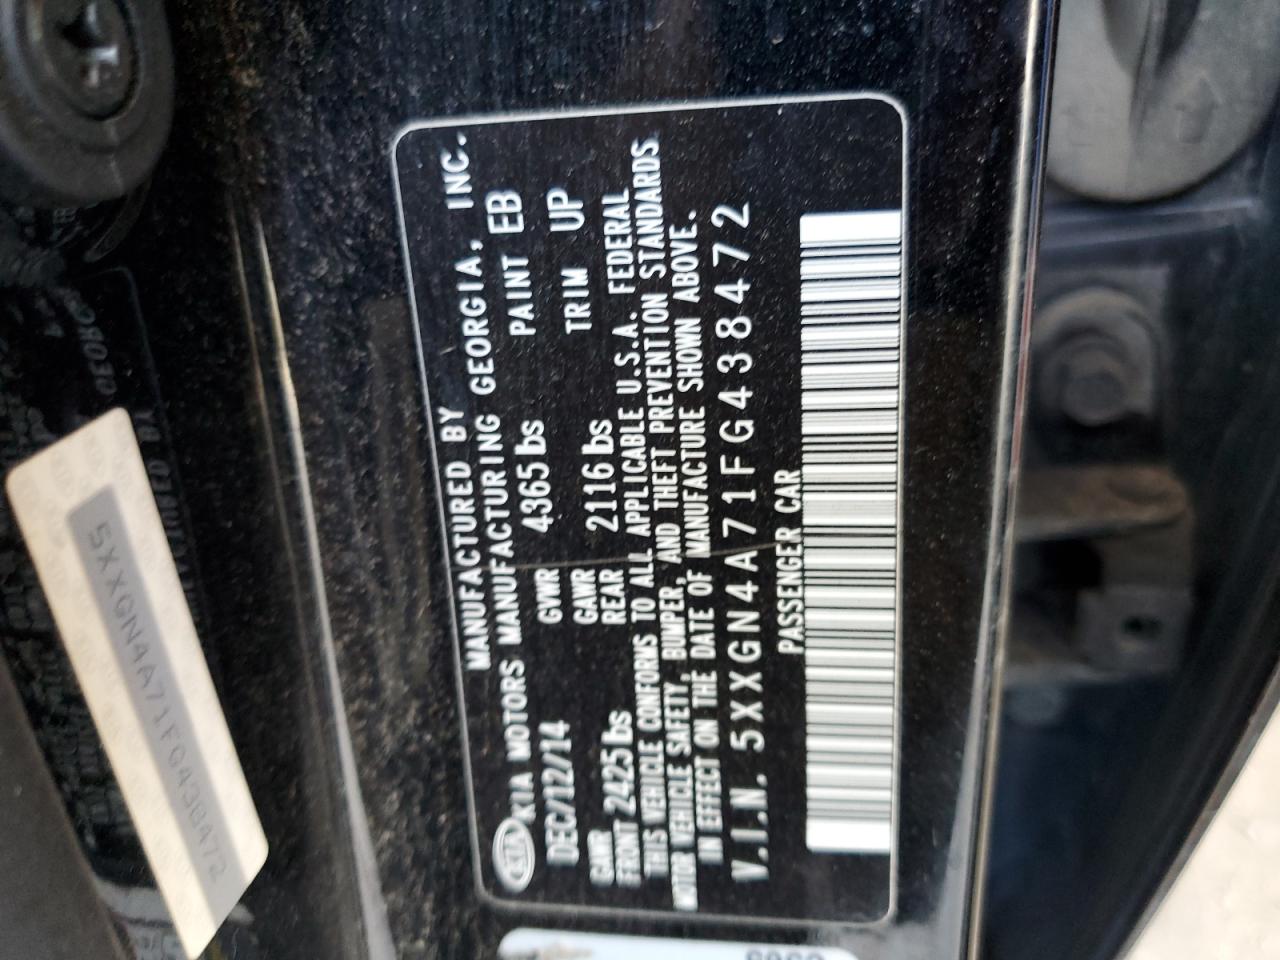 MANUFACTURED BY
KIA KIA MOTORS MANUFACTURING GEORGIA, INC.
DEC/12/14 GVWR 4365 lbs PAINT EB
GAWR FRONT 2425 lbs GAWR REAR 2116 lbs TRIM UP
THIS VEHICLE CONFORMS TO ALL APPLICABLE U.S.A. FEDERAL
MOTOR VEHICLE SAFETY, BUMPER, AND THEFT PREVENTION STANDARDS
IN EFFECT ON THE DATE OF MANUFACTURE SHOWN ABOVE.
V.I.N. 5XXGN4A71FG438472
PASSENGER CAR
5XXGN4A71FG438472